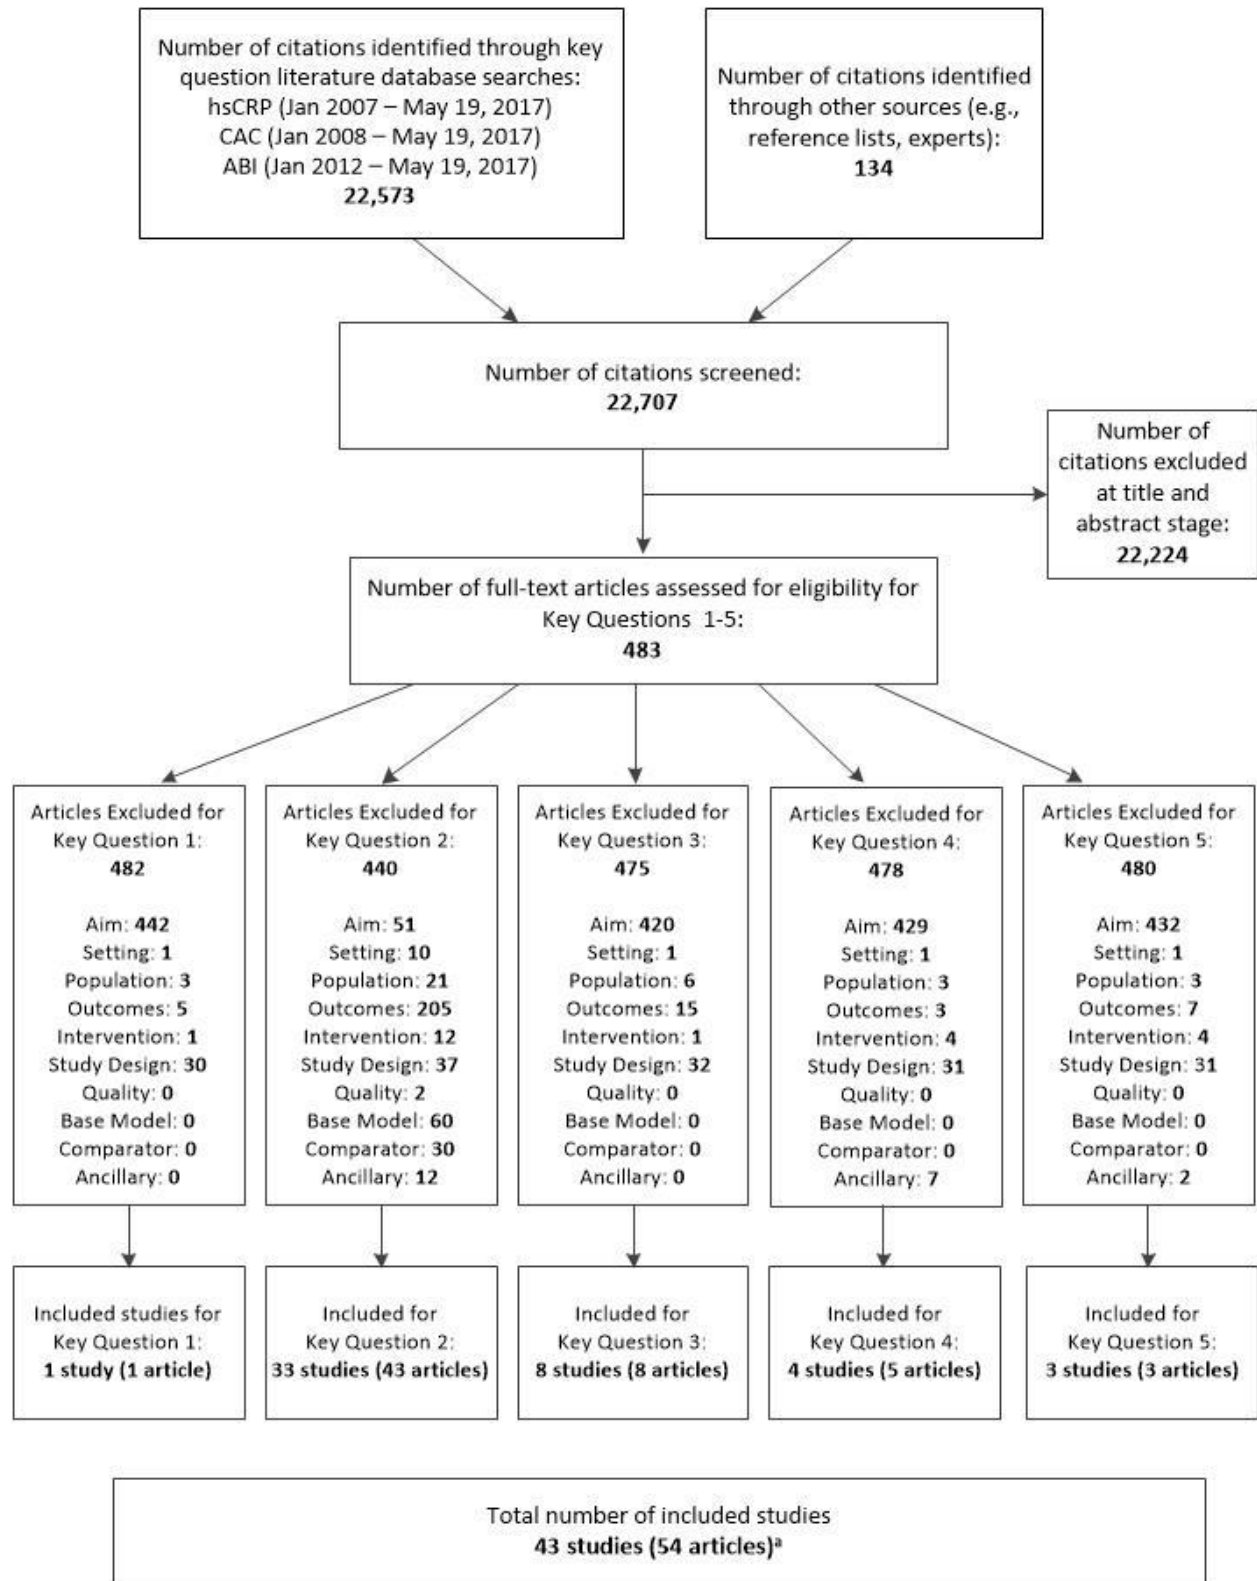 Number of citations identified through key
question literature database searches:
hsCRP (Jan 2007 – May 19, 2017)
CAC (Jan 2008 – May 19, 2017)
ABI (Jan 2012 – May 19, 2017)
22,573
Number of citations identified
through other sources (e.g.,
reference lists, experts):
134
Number of citations screened:
22,707
Number of
citations excluded
at title and
abstract stage:
22,224
Number of full-text articles assessed for eligibility for
Key Questions 1-5:
483
Articles Excluded for
Key Question 1:
482
Aim: 442
Setting: 1
Population: 3
Outcomes: 5
Intervention: 1
Study Design: 30
Quality: 0
Base Model: 0
Comparator: 0
Ancillary: 0
Articles Excluded for
Key Question 2:
440
Aim: 51
Setting: 10
Population: 21
Outcomes: 205
Intervention: 12
Study Design: 37
Quality: 2
Base Model: 60
Comparator: 30
Ancillary: 12
Articles Excluded for
Key Question 3:
475
Aim: 420
Setting: 1
Population: 6
Outcomes: 15
Intervention: 1
Study Design: 32
Quality: 0
Base Model: 0
Comparator: 0
Ancillary: 0
Articles Excluded for
Key Question 4:
478
Aim: 429
Setting: 1
Population: 3
Outcomes: 3
Intervention: 4
Study Design: 31
Quality: 0
Base Model: 0
Comparator: 0
Ancillary: 7
Articles Excluded for
Key Question 5:
480
Aim: 432
Setting: 1
Population: 3
Outcomes: 7
Intervention: 4
Study Design: 31
Quality: 0
Base Model: 0
Comparator: 0
Ancillary: 2
Included studies for
Key Question 1:
1 study (1 article)
Included for
Key Question 2:
33 studies (43 articles)
Included for
Key Question 3:
8 studies (8 articles)
Included for
Key Question 4:
4 studies (5 articles)
Included for
Key Question 5:
3 studies (3 articles)
Total number of included studies
43 studies (54 articles)ª